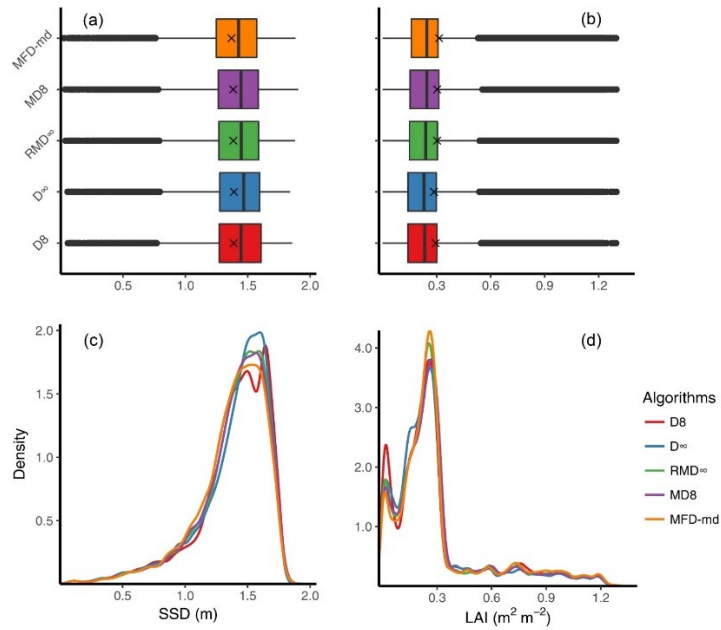 (a)
(b)
MFD-md
MD8
RMD∞
D∞
D8
0.5 1.0 1.5 2.0
0.3 0.6 0.9 1.2
(c)
(d)
2.0
1.5
1.0
0.5
Density
4.0
3.0
2.0
1.0
0.5 1.0 1.5 2.0
SSD (m)
0.3 0.6 0.9 1.2
LAI (m² m⁻²)
Algorithms
D8
D∞
RMD∞
MD8
MFD-md